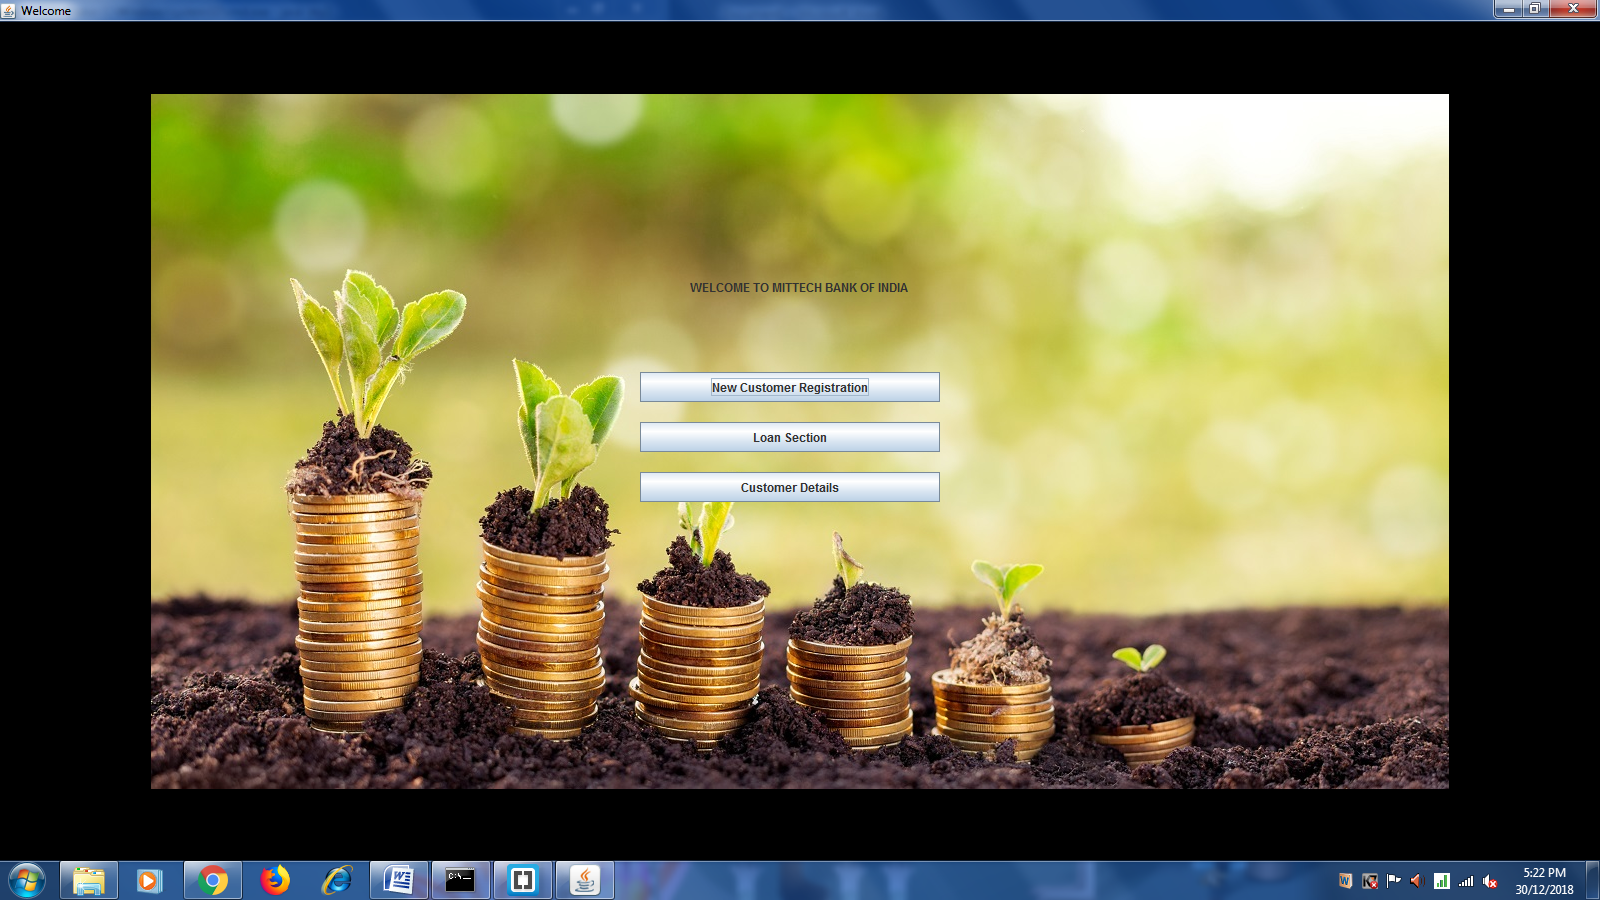 Welcome
WELCOME TO MITTECH BANK OF INDIA
New Customer Registration
Loan Section
Customer Details
5:22 PM
30/12/2018